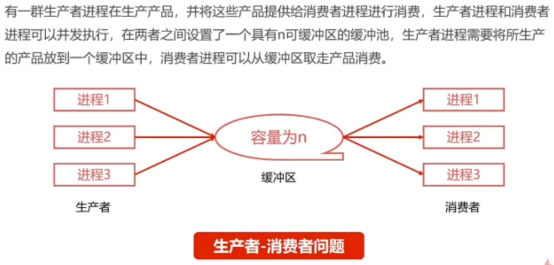 有一群生产者进程在生产产品，并将这些产品提供给消费者进程进行消费，生产者进程和消费者
进程可以并发执行，在两者之间设置了一个具有n可缓冲区的缓冲池，生产者进程需要将所生产
的产品放到一个缓冲区中，消费者进程可以从缓冲区取走产品消费。
进程1
进程1
进程2
容量为n
进程2
进程3
进程3
缓冲区
生产者
消费者
生产者-消费者问题